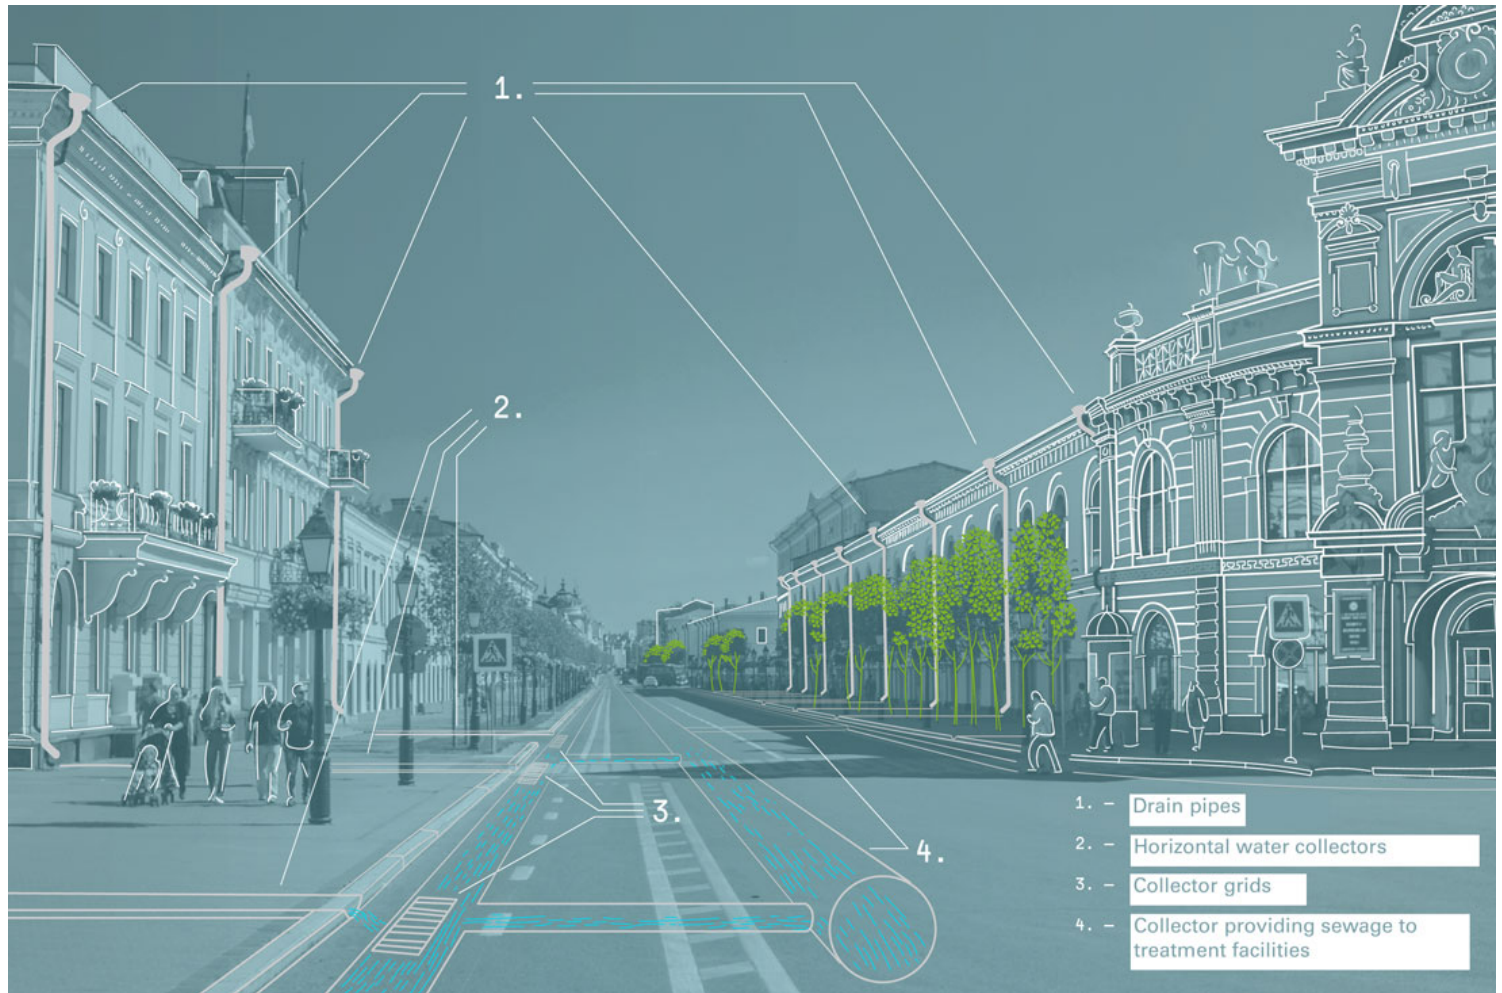 1.
2.
3.
4.
1. – Drain pipes
2. – Horizontal water collectors
3. – Collector grids
4. – Collector providing sewage to
treatment facilities